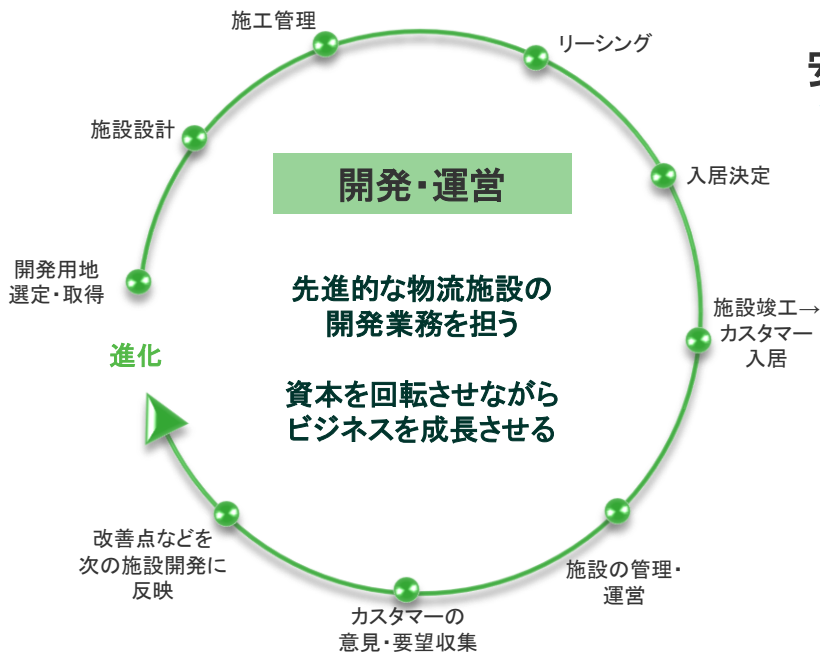 施工管理
リーシング
施設設計
開発・運営
入居決定
開発用地
選定・取得
先進的な物流施設の
開発業務を担う
施設竣工→
カスタマー
入居
進化
資本を回転させながら
ビジネスを成長させる
改善点などを
次の施設開発に
反映
施設の管理・
運営
カスタマーの
意見・要望収集